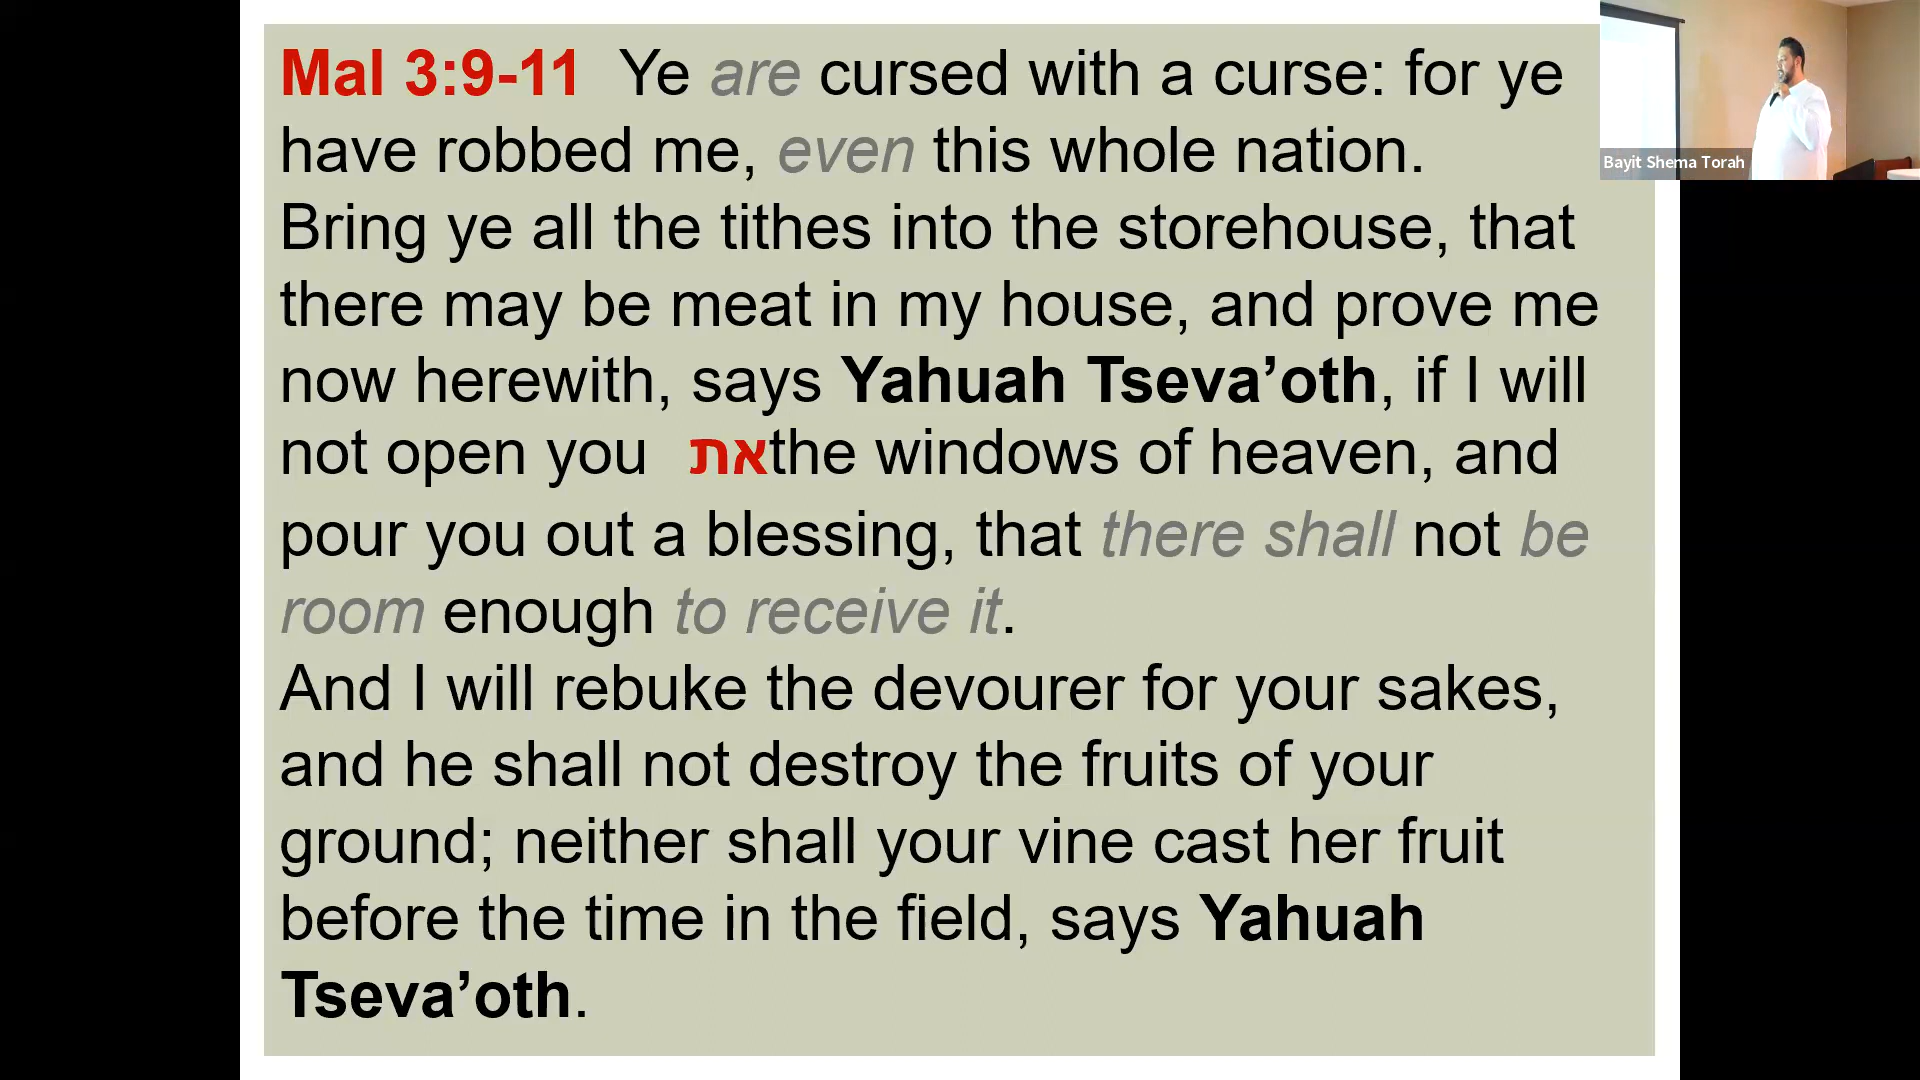 Mal 3:9-11 Ye are cursed with a curse: for ye
have robbed me, even this whole nation.
Bring ye all the tithes into the storehouse, that
there may be meat in my house, and prove me
now herewith, says Yahuah Tseva’oth, if I will
not open you את the windows of heaven, and
pour you out a blessing, that there shall not be
room enough to receive it.
And I will rebuke the devourer for your sakes,
and he shall not destroy the fruits of your
ground; neither shall your vine cast her fruit
before the time in the field, says Yahuah
Tseva’oth.
Bayit Shema Torah